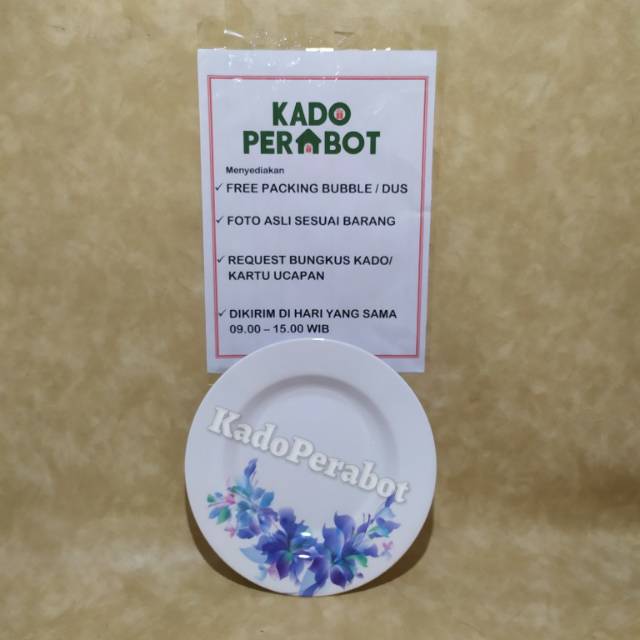 KADO
PERABOT
Menyediakan
✓ FREE PACKING BUBBLE / DUS
✓ FOTO ASLI SESUAI BARANG
✓ REQUEST BUNGKUS KADO/
KARTU UCAPAN
✓ DIKIRIM DI HARI YANG SAMA
09.00 – 15.00 WIB
KadoPerabot